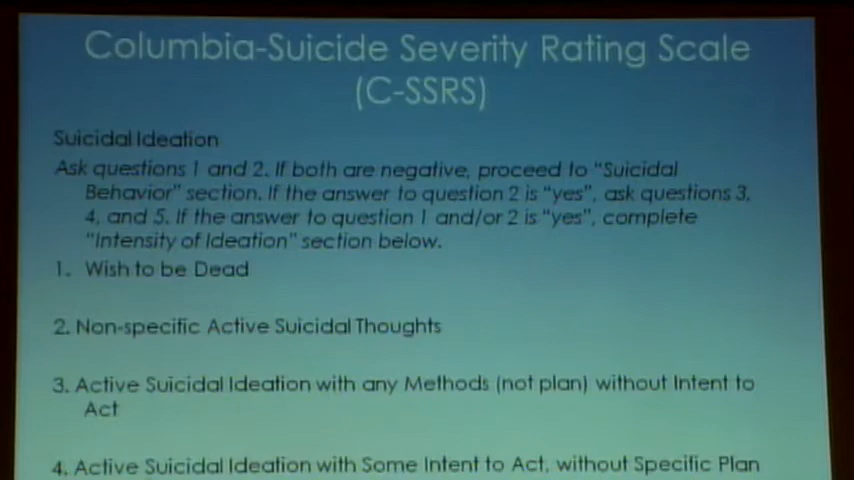 Columbia-Suicide Severity Rating Scale
(C-SSRS)
Suicidal Ideation
Ask questions 1 and 2. If both are negative, proceed to "Suicidal
Behavior" section. If the answer to question 2 is "yes", ask questions 3,
4, and 5. If the answer to question 1 and/or 2 is "yes", complete
"Intensity of Ideation" section below.
1. Wish to be Dead
2. Non-specific Active Suicidal Thoughts
3. Active Suicidal Ideation with any Methods (not plan) without Intent to
Act
4. Active Suicidal Ideation with Some Intent to Act, without Specific Plan